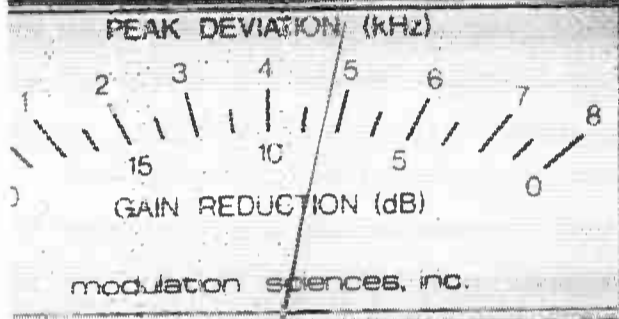 PEAK DEVIATION (kHz)
1 2 3 4 5 6 7 8
15 10 5 0
GAIN REDUCTION (dB)
modulation sciences, inc.